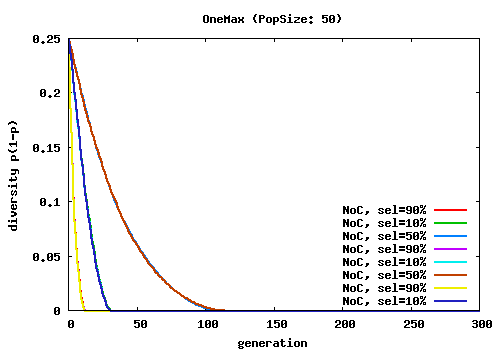 OneMax (PopSize: 50)
0.25
0.2
0.15
0.1
0.05
0
diversity p(1-p)
NoC, sel=90%
NoC, sel=10%
NoC, sel=50%
NoC, sel=90%
NoC, sel=10%
NoC, sel=50%
NoC, sel=90%
NoC, sel=10%
0 50 100 150 200 250 300
generation